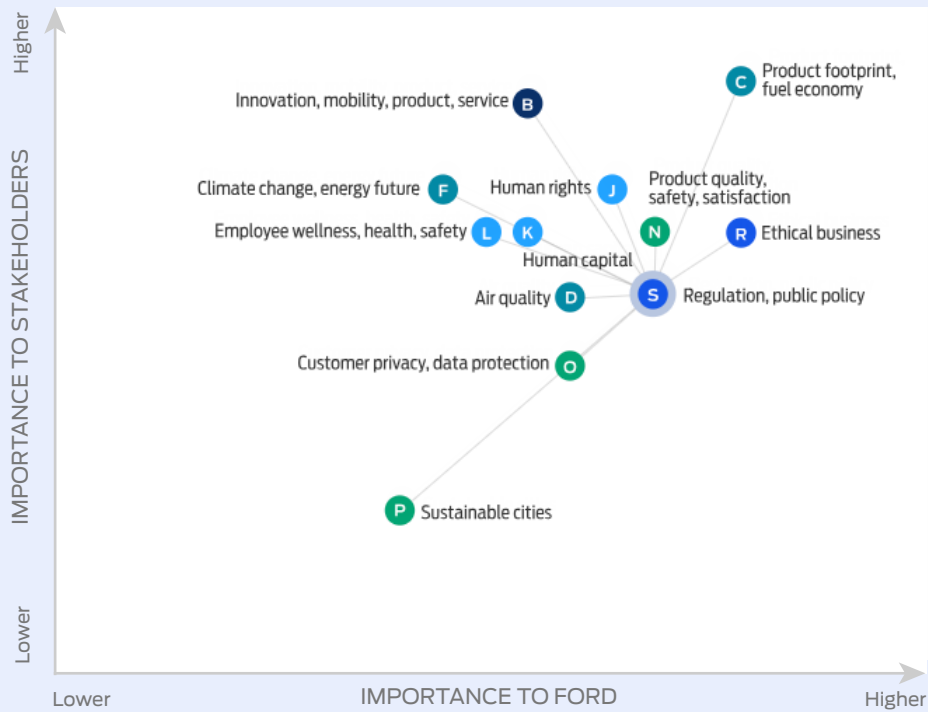 Higher
IMPORTANCE TO STAKEHOLDERS
Lower
C
Product footprint,
fuel economy
Innovation, mobility, product, service
B
Climate change, energy future
F
Human rights
J
Product quality,
safety, satisfaction
Employee wellness, health, safety
L
K
Human capital
N
R
Ethical business
Air quality
D
S
Regulation, public policy
Customer privacy, data protection
O
P
Sustainable cities
Lower
IMPORTANCE TO FORD
Higher